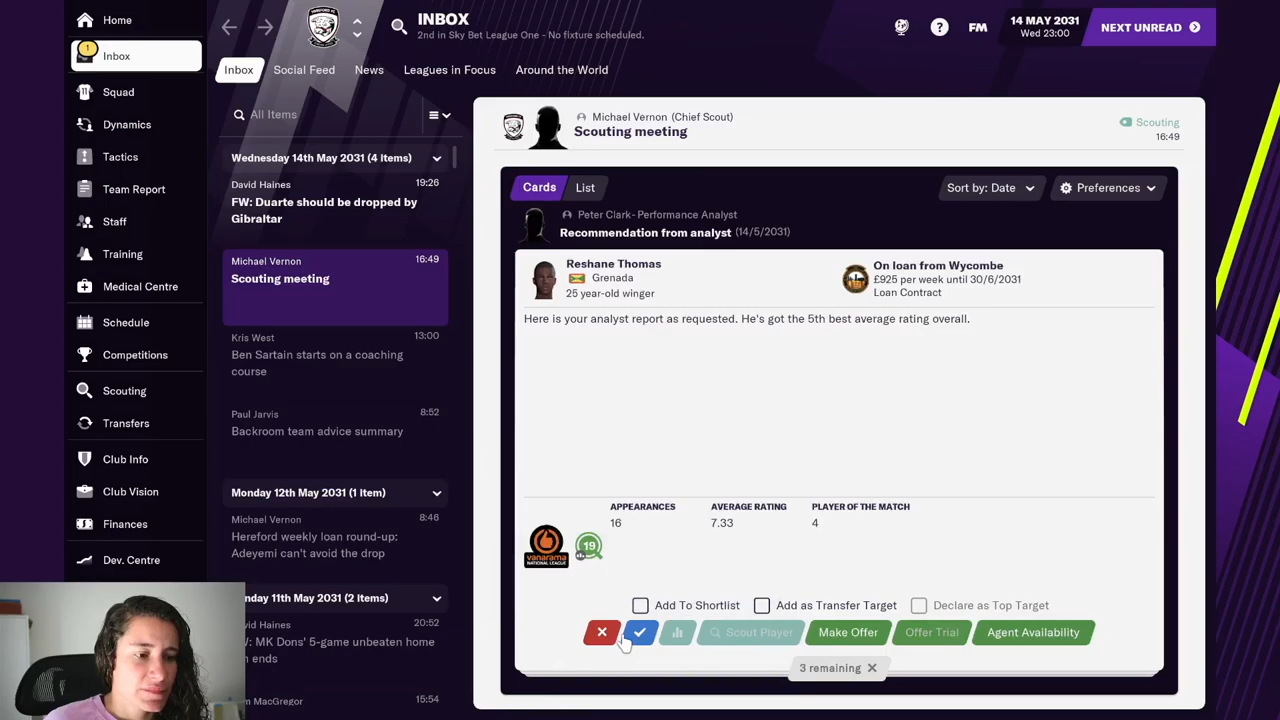 Home
1
Inbox
Squad
Dynamics
Tactics
Team Report
Staff
Training
Medical Centre
Schedule
Competitions
Scouting
Transfers
Club Info
Club Vision
Finances
Dev. Centre
INBOX
2nd in Sky Bet League One - No fixture scheduled.
?
FM
14 MAY 2031
Wed 23:00
NEXT UNREAD
Inbox
Social Feed
News
Leagues in Focus
Around the World
All Items
Wednesday 14th May 2031 (4 items)
David Haines
19:26
FW: Duarte should be dropped by
Gibraltar
Michael Vernon
16:49
Scouting meeting
Kris West
13:00
Ben Sartain starts on a coaching
course
Paul Jarvis
8:52
Backroom team advice summary
Monday 12th May 2031 (1 item)
Michael Vernon
8:46
Hereford weekly loan round-up:
Adeyemi can't avoid the drop
nday 11th May 2031 (2 items)
vid Haines
20:52
W: MK Dons' 5-game unbeaten home
n ends
m MacGregor
15:54
Michael Vernon (Chief Scout)
Scouting meeting
Scouting
16:49
Cards
List
Sort by: Date
Preferences
Peter Clark- Performance Analyst
Recommendation from analyst (14/5/2031)
Reshane Thomas
Grenada
25 year-old winger
On loan from Wycombe
£925 per week until 30/6/2031
Loan Contract
Here is your analyst report as requested. He's got the 5th best average rating overall.
APPEARANCES
AVERAGE RATING
PLAYER OF THE MATCH
16
7.33
4
19
vanarama
NATIONAL LEAGUE
Add To Shortlist
Add as Transfer Target
Declare as Top Target
Scout Player
Make Offer
Offer Trial
Agent Availability
3 remaining